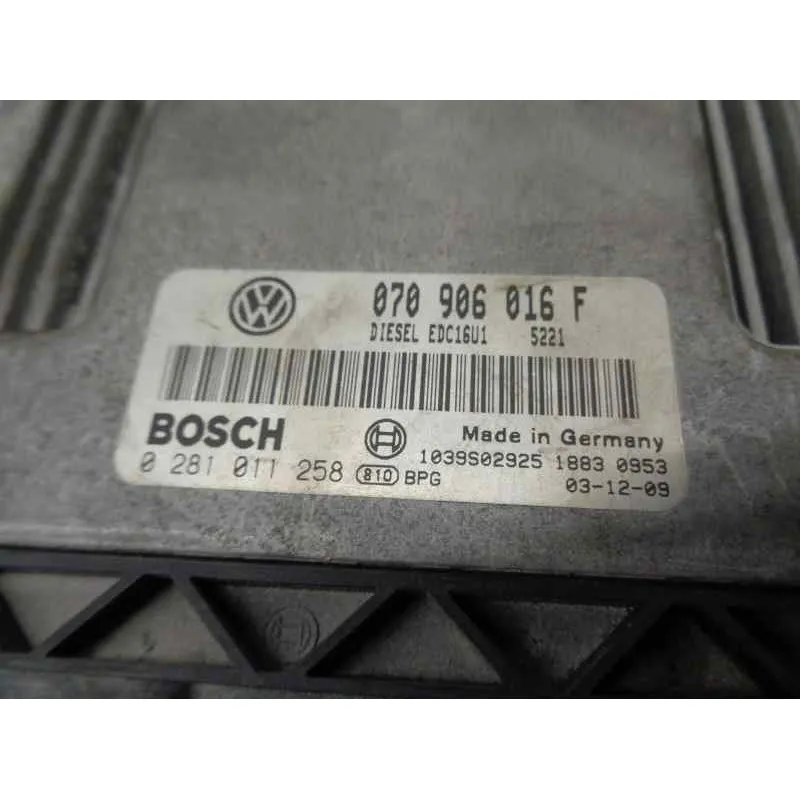 070 906 016 F
DIESEL EDC16U1 5221
BOSCH
Made in Germany
0 281 011 258 810 BPG
1039S02925 1883 0953
03-12-09